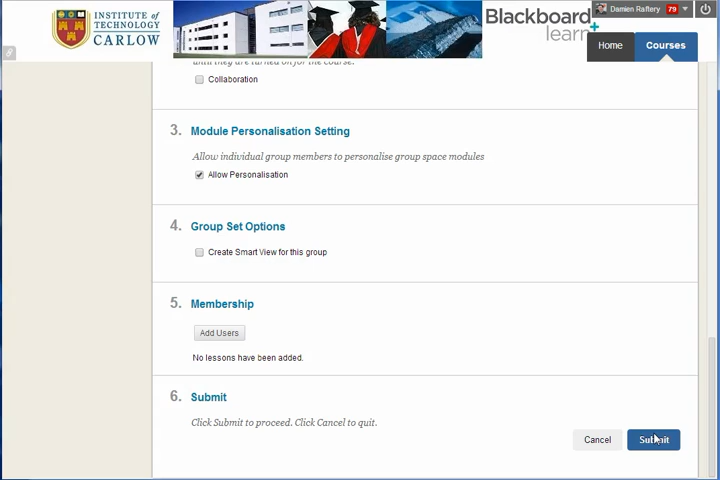 INSTITUTE of
TECHNOLOGY
CARLOW
Blackboard
learn+
Damien Raftery 79
Home
Courses
until they are turned on for the course.
Collaboration
3. Module Personalisation Setting
Allow individual group members to personalise group space modules
Allow Personalisation
4. Group Set Options
Create Smart View for this group
5. Membership
Add Users
No lessons have been added.
6. Submit
Click Submit to proceed. Click Cancel to quit.
Cancel
Submit